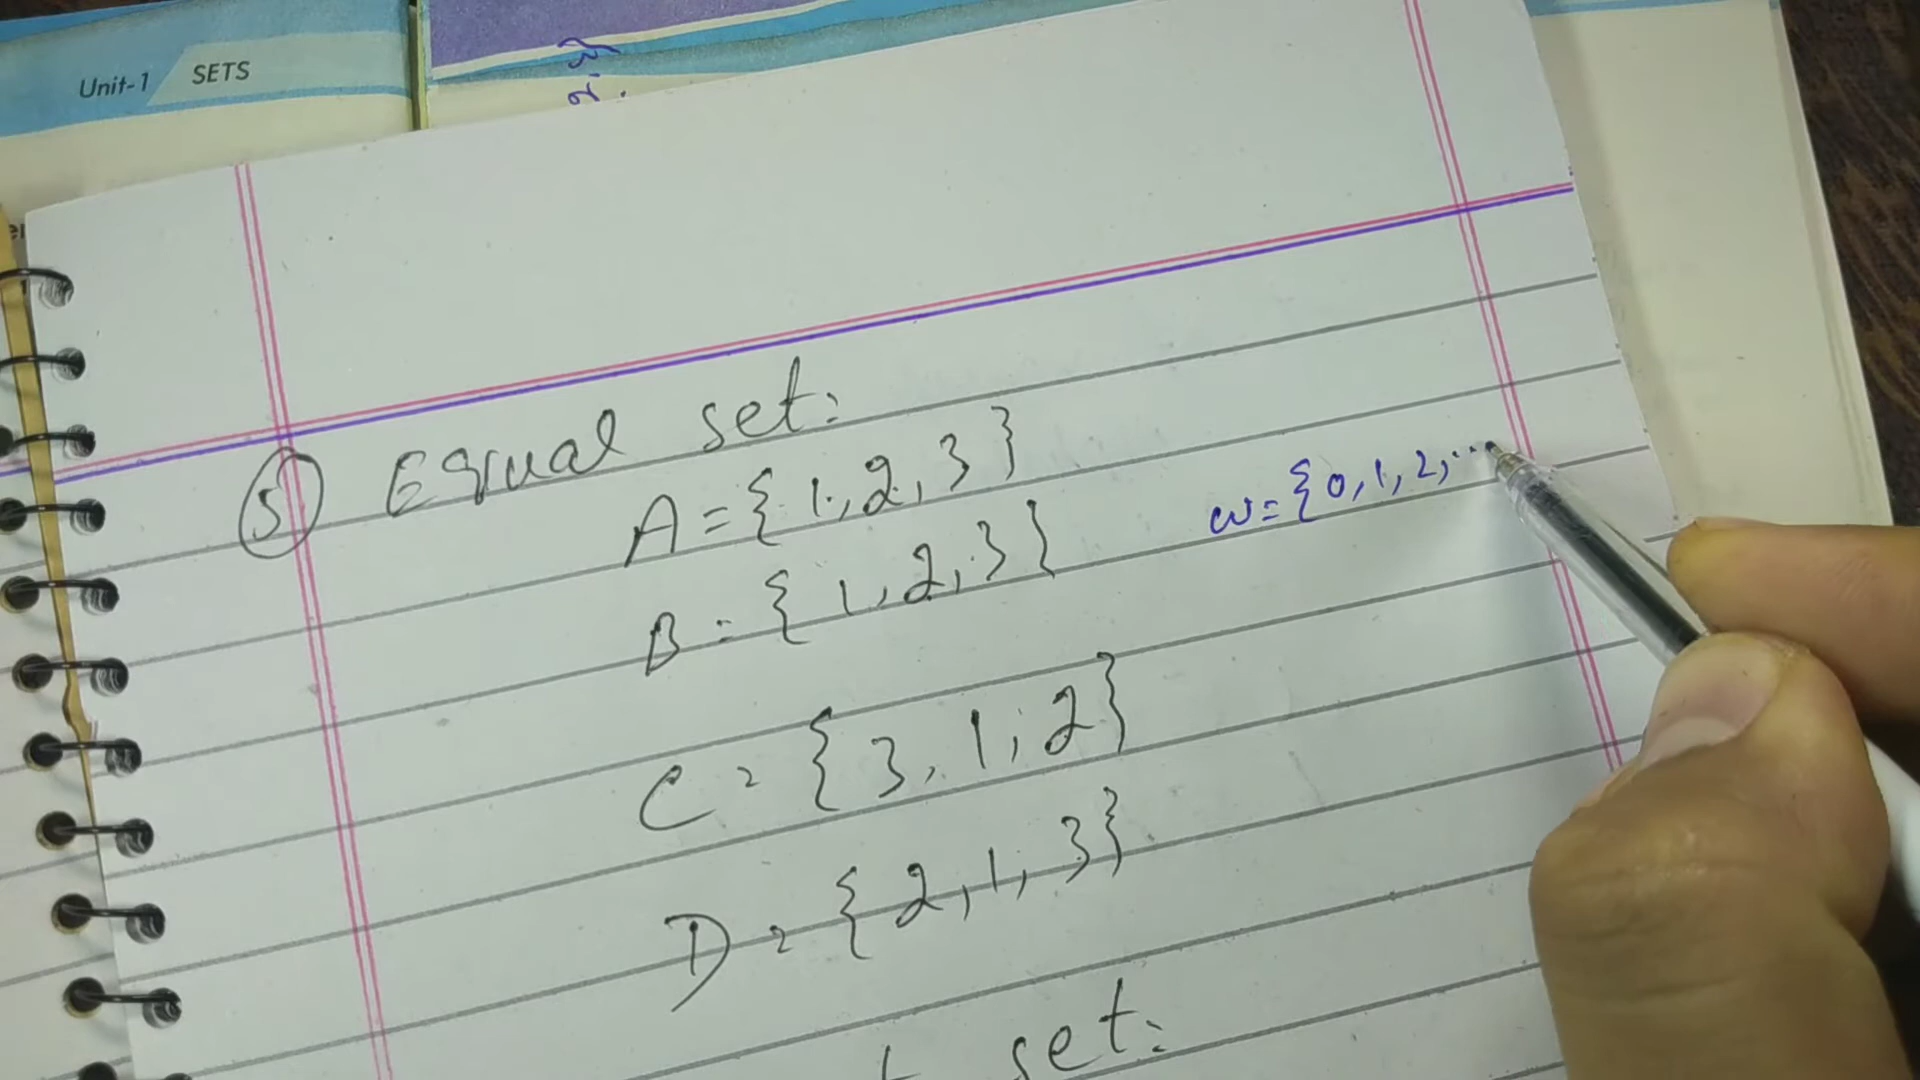 Unit-1 SETS
⑤ Equal set:
A = {1, 2, 3}
W = {0, 1, 2, ...
B = {1, 2, 3}
C = {3, 1, 2}
D = {2, 1, 3}
set: